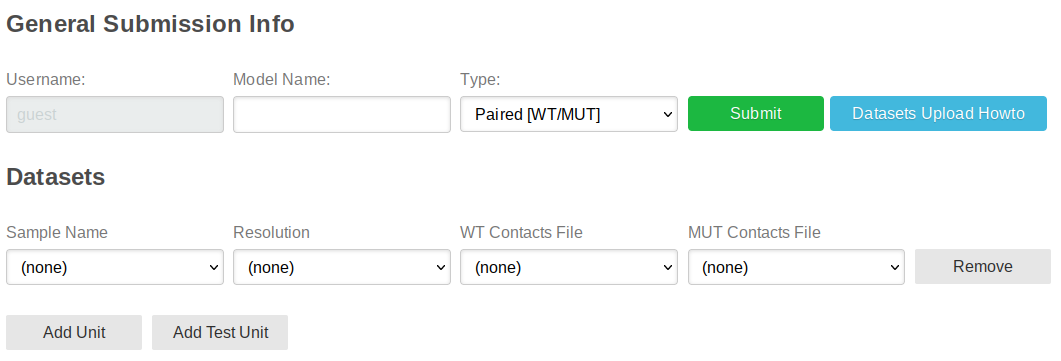 General Submission Info
Username: Model Name: Type:
guest Paired [WT/MUT] Submit Datasets Upload Howto
Datasets
Sample Name Resolution WT Contacts File MUT Contacts File
(none) (none) (none) (none) Remove
Add Unit Add Test Unit